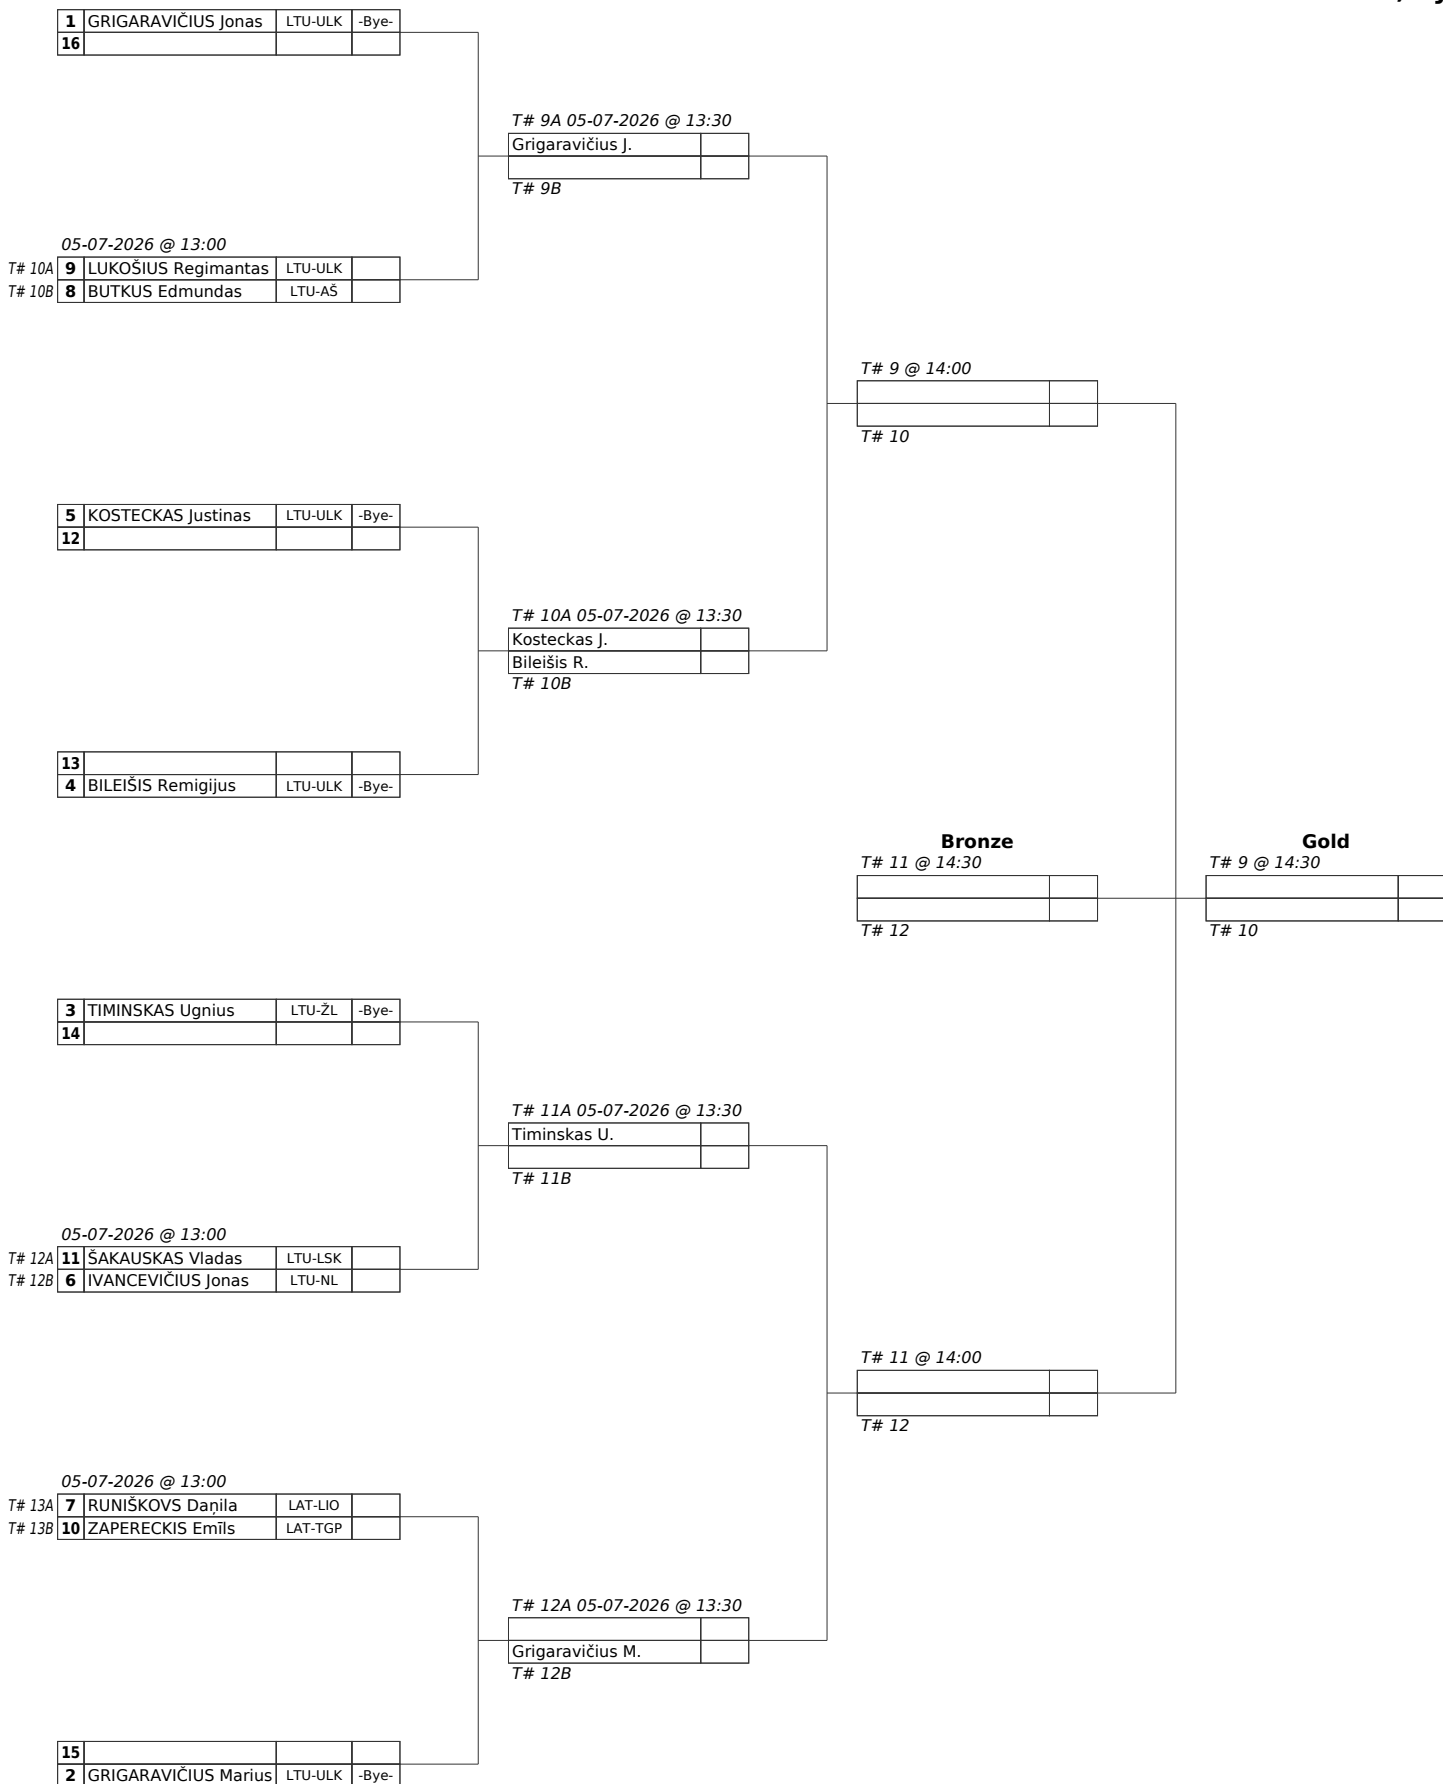 1 GRIGARAVIČIUS Jonas LTU-ULK -Bye-
16
T# 9A 05-07-2026 @ 13:30
Grigaravičius J.
T# 9B
05-07-2026 @ 13:00
T# 10A 9 LUKOŠIUS Regimantas LTU-ULK
T# 10B 8 BUTKUS Edmundas LTU-AŠ
T# 9 @ 14:00
T# 10
5 KOSTECKAS Justinas LTU-ULK -Bye-
12
T# 10A 05-07-2026 @ 13:30
Kosteckas J.
Bileišis R.
T# 10B
13
4 BILEIŠIS Remigijus LTU-ULK -Bye-
Bronze Gold
T# 11 @ 14:30 T# 9 @ 14:30
T# 12 T# 10
3 TIMINSKAS Ugnius LTU-ŽL -Bye-
14
T# 11A 05-07-2026 @ 13:30
Timinskas U.
T# 11B
05-07-2026 @ 13:00
T# 12A 11 ŠAKAUSKAS Vladas LTU-LSK
T# 12B 6 IVANCEVIČIUS Jonas LTU-NL
T# 11 @ 14:00
T# 12
05-07-2026 @ 13:00
T# 13A 7 RUNIŠKOVS Daņila LAT-LIO
T# 13B 10 ZAPERECKIS Emīls LAT-TGP
T# 12A 05-07-2026 @ 13:30
Grigaravičius M.
T# 12B
15
2 GRIGARAVIČIUS Marius LTU-ULK -Bye-